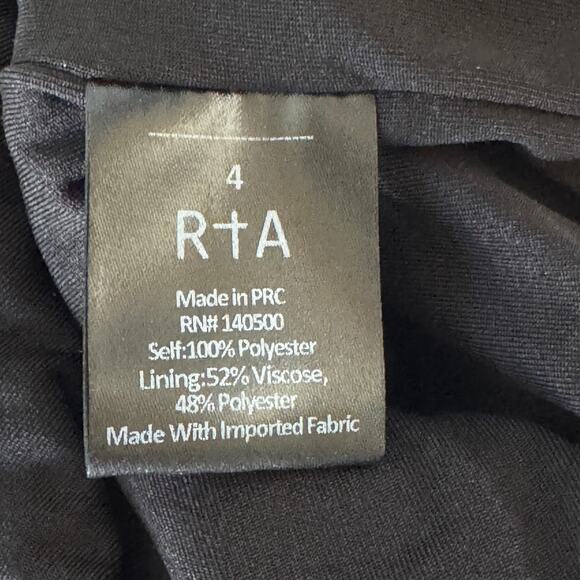 4
R†A
Made in PRC
RN# 140500
Self:100% Polyester
Lining:52% Viscose,
48% Polyester
Made With Imported Fabric